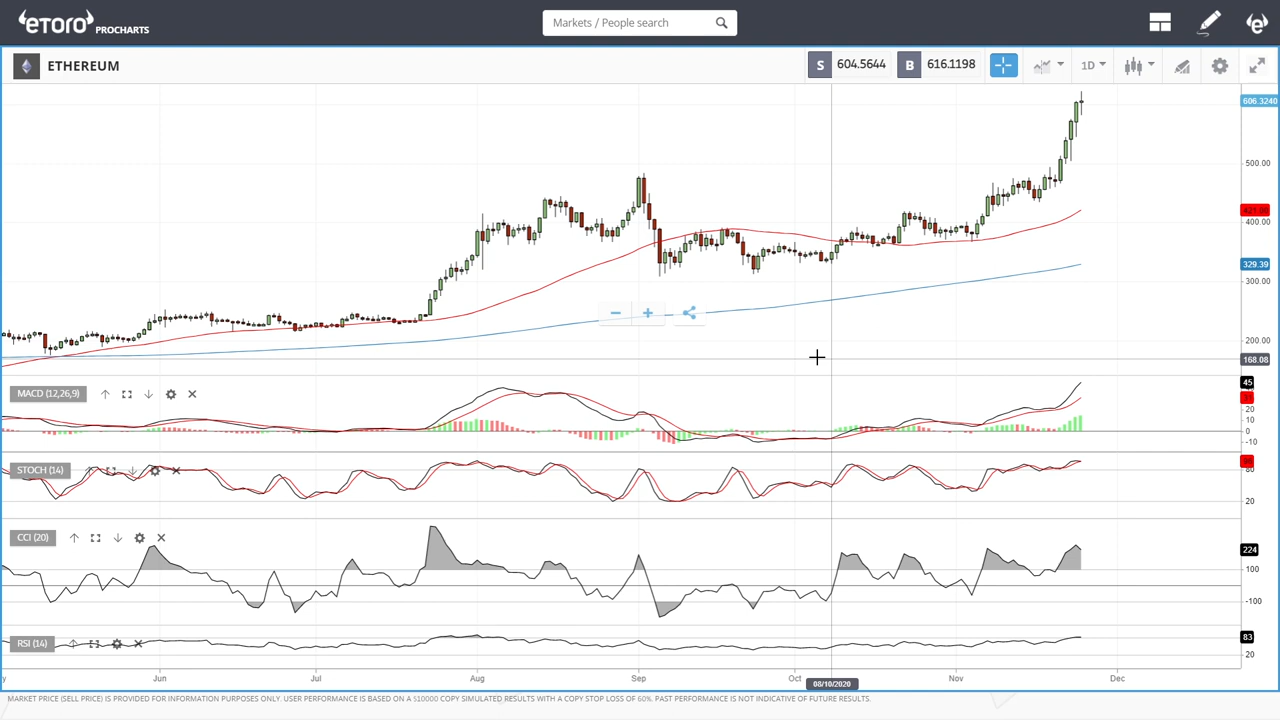 eTORO PROCHARTS
Markets / People search
ETHEREUM
S 604.5644 B 616.1198 1D
606.3240
500.00
400.00
329.39
300.00
200.00
168.08
MACD (12,26,9)
45
20
10
0
-10
STOCH (14)
80
20
CCI (20)
224
100
-100
RSI (14)
83
20
y Jun Jul Aug Sep Oct Nov Dec
08/10/2020
MARKET PRICE (SELL PRICE) IS PROVIDED FOR INFORMATION PURPOSES ONLY. USER PERFORMANCE IS BASED ON A $10000 COPY SIMULATED RESULTS WITH A COPY STOP LOSS OF 60%. PAST PERFORMANCE IS NOT INDICATIVE OF FUTURE RESULTS.